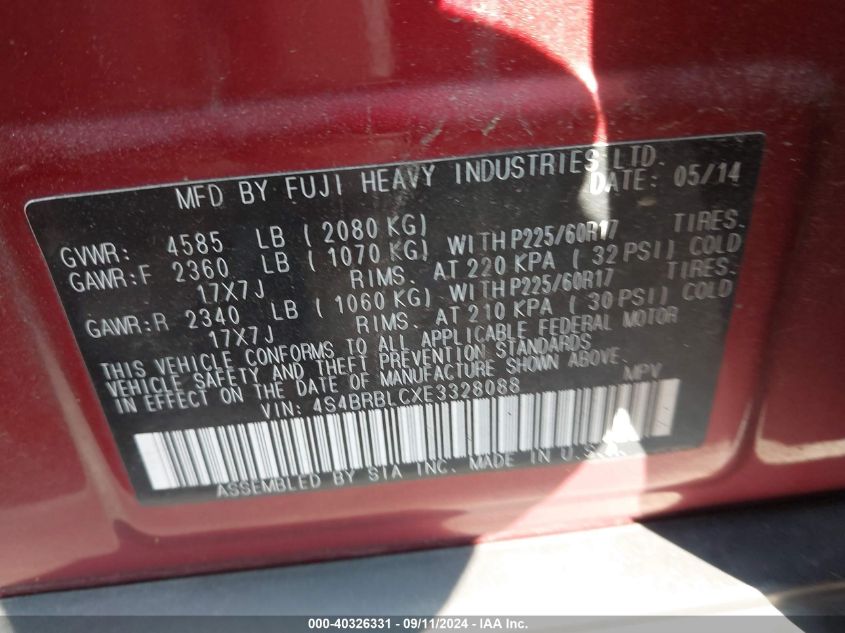 MFD BY FUJI HEAVY INDUSTRIES LTD.
DATE: 05/14
GVWR: 4585 LB ( 2080 KG)
GAWR:F 2360 LB ( 1070 KG) WITH P225/60R17 TIRES.
17X7J RIMS. AT 220 KPA ( 32 PSI) COLD
GAWR:R 2340 LB ( 1060 KG) WITH P225/60R17 TIRES.
17X7J RIMS. AT 210 KPA ( 30 PSI) COLD
THIS VEHICLE CONFORMS TO ALL APPLICABLE FEDERAL MOTOR
VEHICLE SAFETY AND THEFT PREVENTION STANDARDS
IN EFFECT ON THE DATE OF MANUFACTURE SHOWN ABOVE.
VIN: 4S4BRBLCXE3328088 MPV
ASSEMBLED BY SIA INC. MADE IN U.S.A.
000-40326331 - 09/11/2024 - IAA Inc.